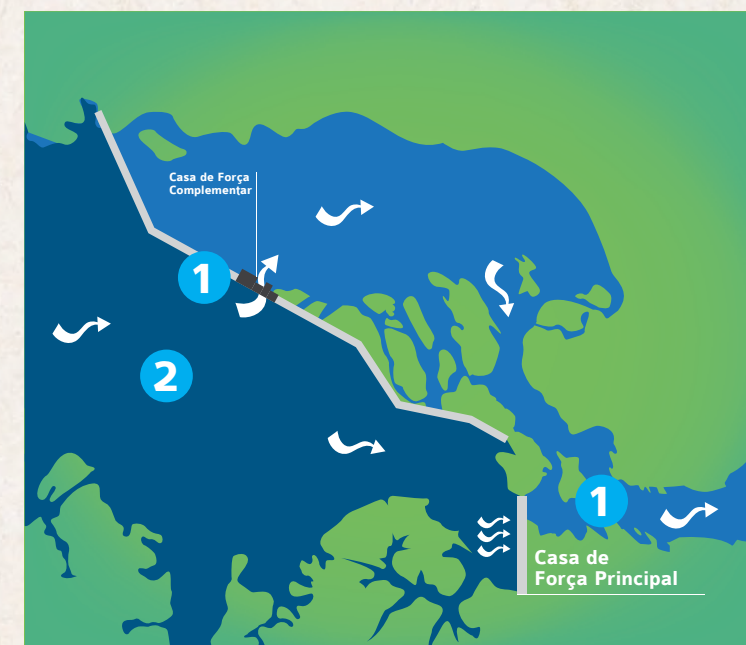 Casa de Força
Complementar
1
2
1
Casa de
Força Principal